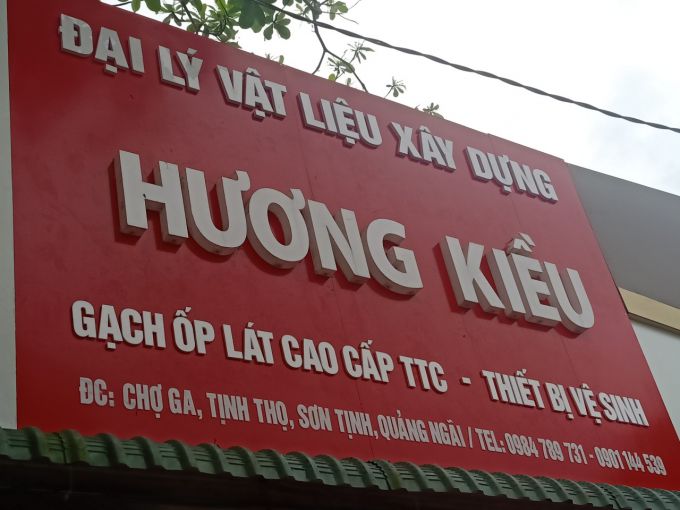 ĐẠI LÝ VẬT LIỆU XÂY DỰNG
HƯƠNG KIỀU
GẠCH ỐP LÁT CAO CẤP TTC - THIẾT BỊ VỆ SINH
ĐC: CHỢ GA, TỊNH THỌ, SƠN TỊNH, QUẢNG NGÃI / TEL: 0984 789 731 - 0901 144 539